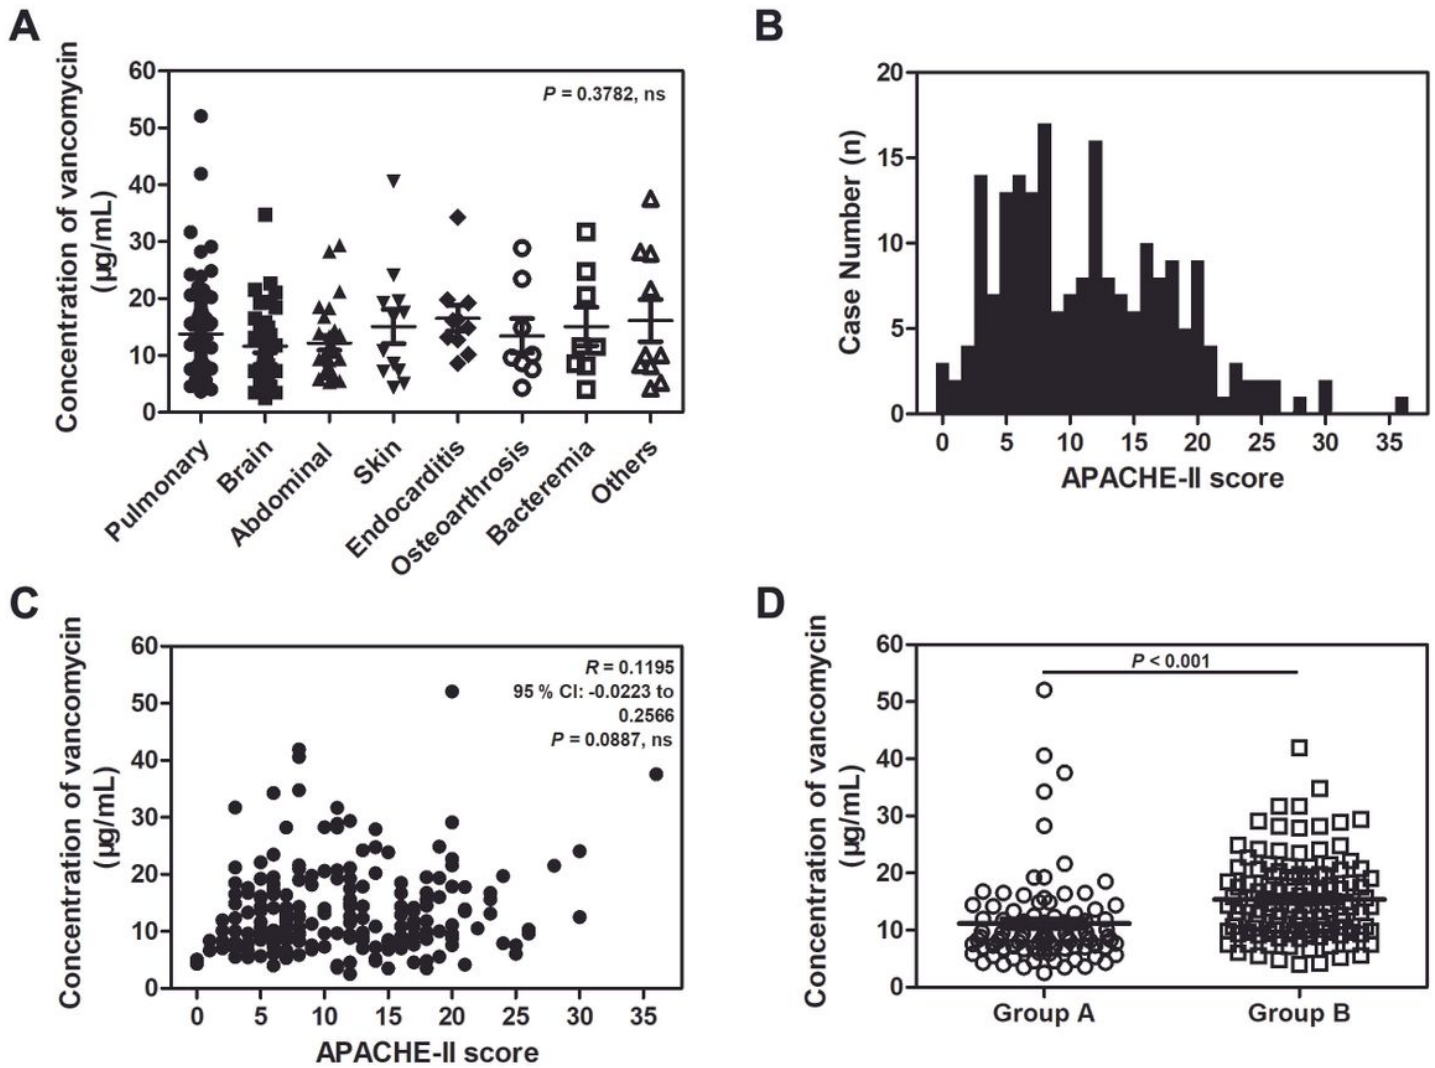 A
Concentration of vancomycin
(µg/mL)
60
50
40
30
20
10
0
P = 0.3782, ns
Pulmonary
Brain
Abdominal
Skin
Endocarditis
Osteoarthrosis
Bacteremia
Others
B
Case Number (n)
20
15
10
5
0
0 5 10 15 20 25 30 35
APACHE-II score
C
Concentration of vancomycin
(µg/mL)
60
50
40
30
20
10
0
R = 0.1195
95 % CI: -0.0223 to
0.2566
P = 0.0887, ns
0 5 10 15 20 25 30 35
APACHE-II score
D
Concentration of vancomycin
(µg/mL)
60
50
40
30
20
10
0
P < 0.001
Group A Group B